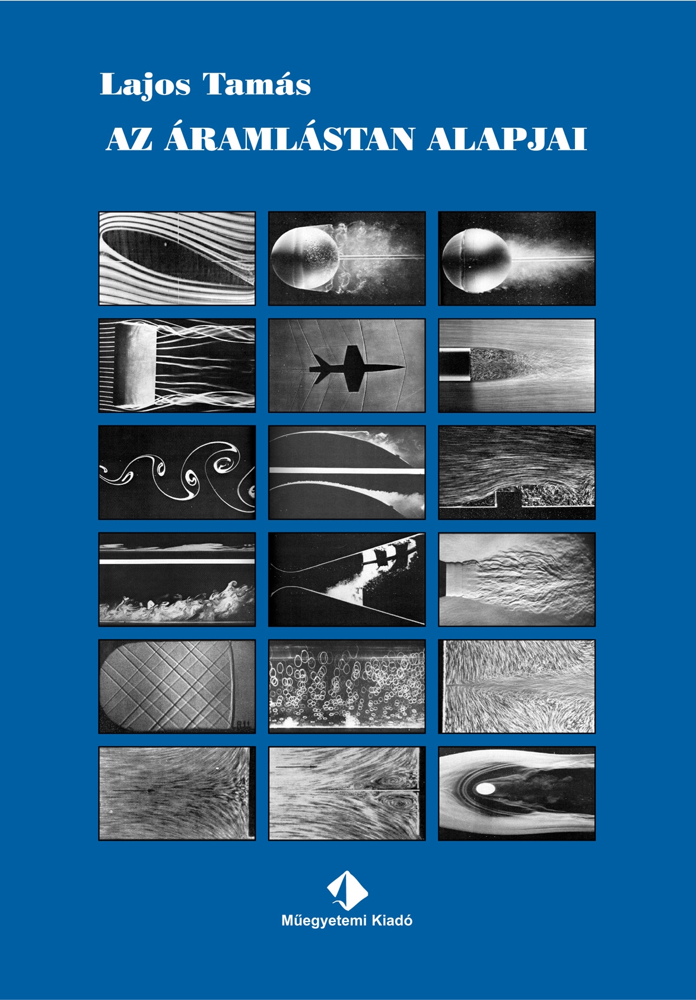 Lajos Tamás
AZ ÁRAMLÁSTAN ALAPJAI
Műegyetemi Kiadó